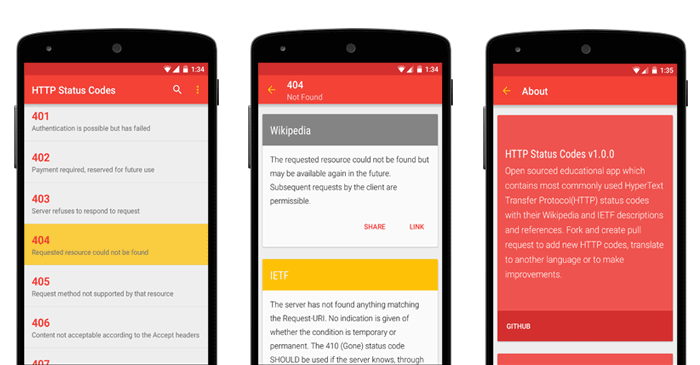 1:34
HTTP Status Codes
401
Authentication is possible but has failed
402
Payment required, reserved for future use
403
Server refuses to respond to request
404
Requested resource could not be found
405
Request method not supported by that resource
406
Content not acceptable according to the Accept headers
407
1:34
404
Not Found
Wikipedia
The requested resource could not be found but
may be available again in the future.
Subsequent requests by the client are
permissible.
SHARE LINK
IETF
The server has not found anything matching
the Request-URI. No indication is given of
whether the condition is temporary or
permanent. The 410 (Gone) status code
SHOULD be used if the server knows, through
1:35
About
HTTP Status Codes v1.0.0
Open sourced educational app which
contains most commonly used HyperText
Transfer Protocol(HTTP) status codes
with their Wikipedia and IETF descriptions
and references. Fork and create pull
request to add new HTTP codes, translate
to another language or to make
improvements.
GITHUB